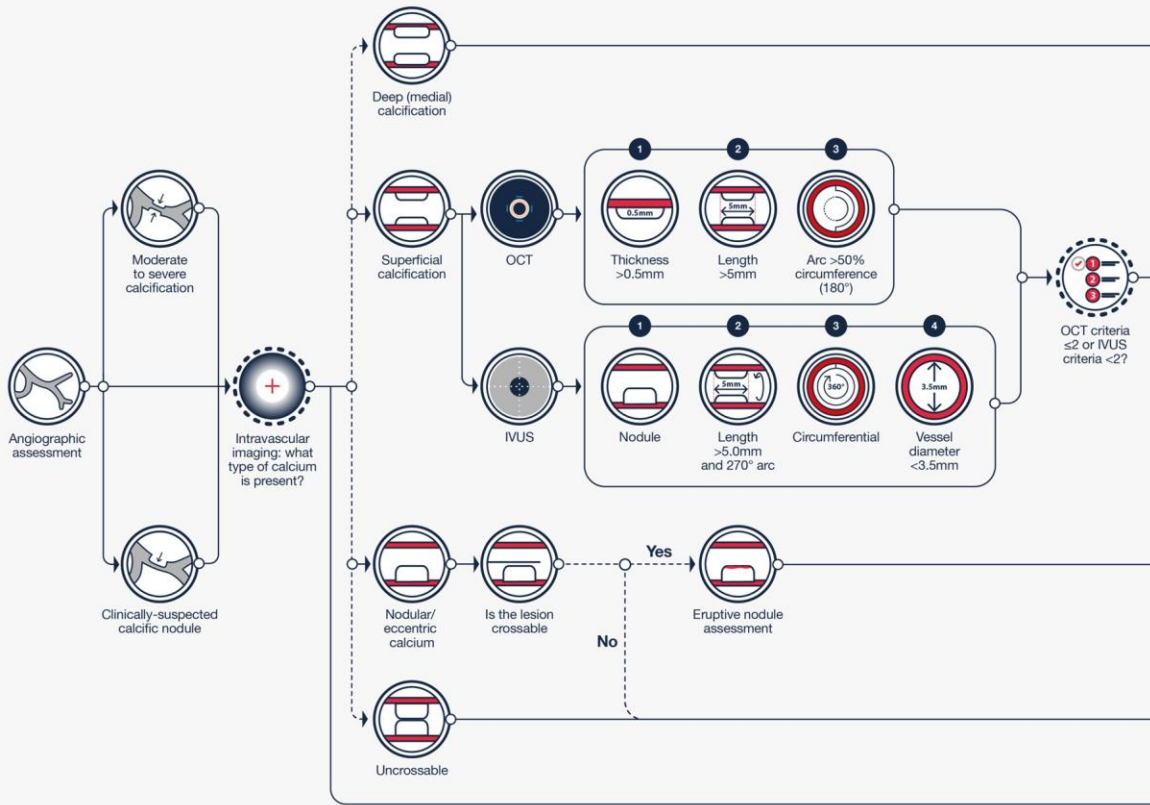 Deep (medial)
calcification
Moderate
to severe
calcification
Superficial
calcification
OCT
1
2
3
0.5mm
5mm
Thickness
>0.5mm
Length
>5mm
Arc >50%
circumference
(180°)
1
2
3
OCT criteria
≤2 or IVUS
criteria <2?
Angiographic
assessment
Intravascular
imaging: what
type of calcium
is present?
IVUS
1
2
3
4
5mm
360°
3.5mm
Nodule
Length
>5.0mm
and 270° arc
Circumferential
Vessel
diameter
<3.5mm
Clinically-suspected
calcific nodule
Nodular/
eccentric
calcium
Is the lesion
crossable
Yes
No
Eruptive nodule
assessment
Uncrossable